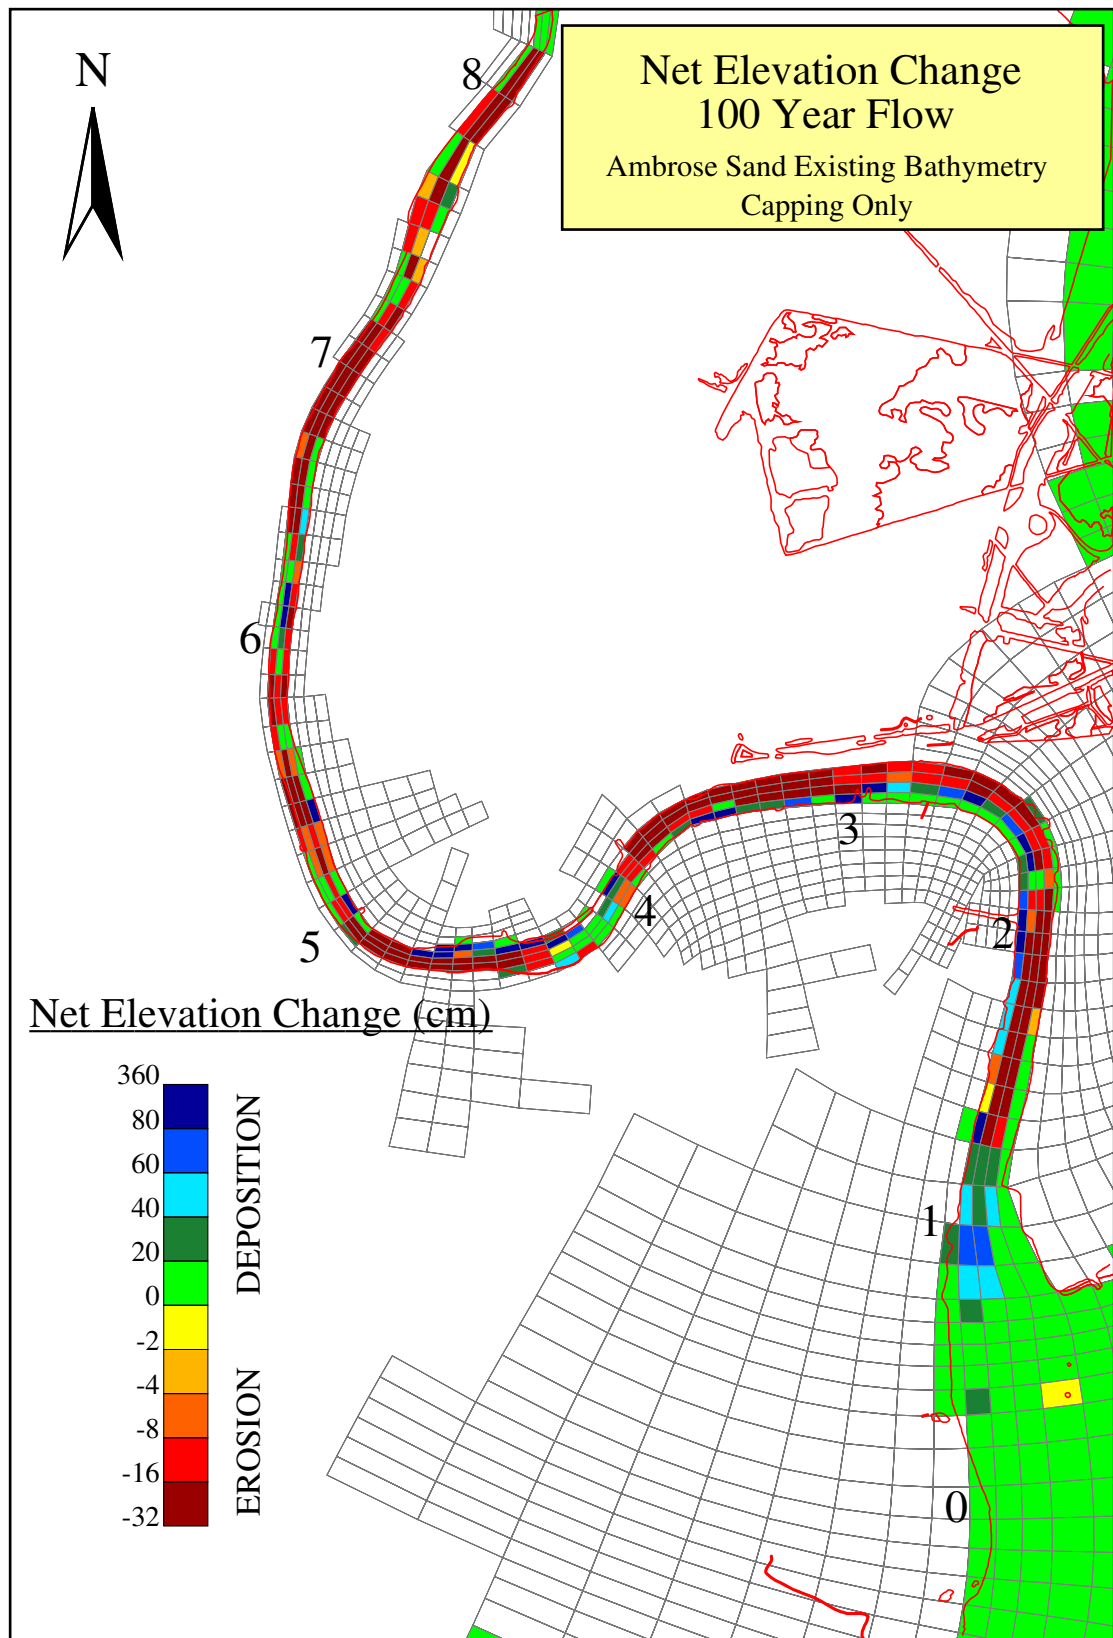 N
8
Net Elevation Change
100 Year Flow
Ambrose Sand Existing Bathymetry
Capping Only
7
6
3
4
2
5
Net Elevation Change (cm)
360
80
60
40
20
0
-2
-4
-8
-16
-32
DEPOSITION
EROSION
1
0